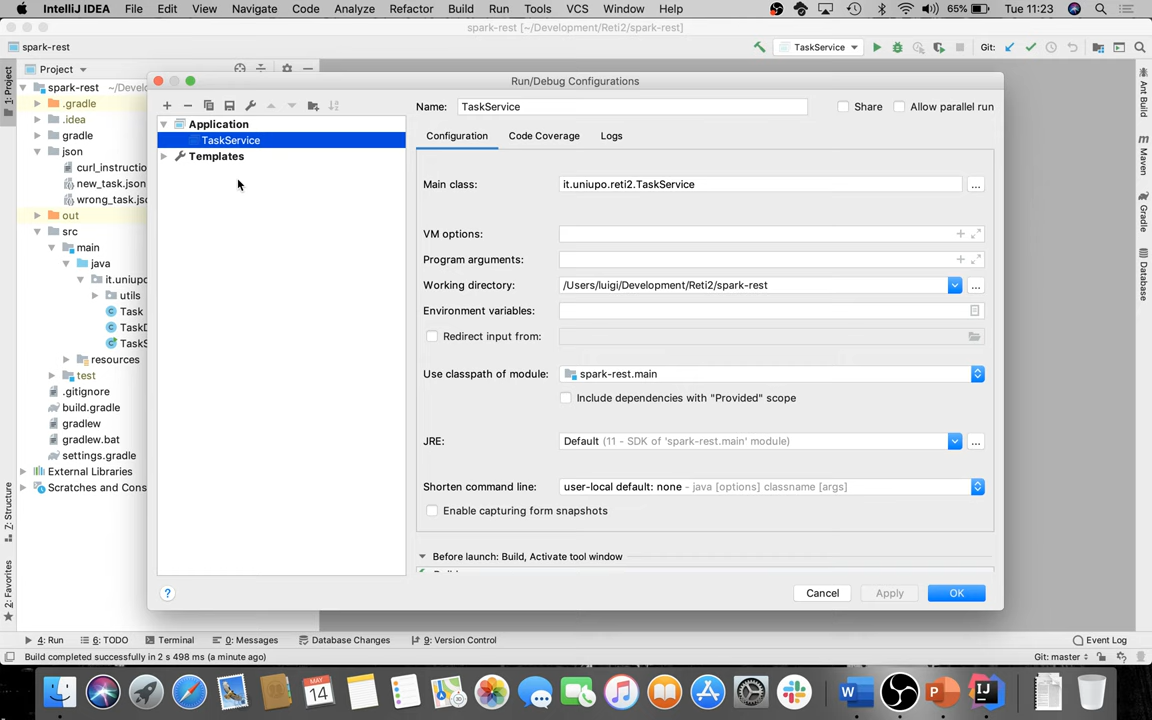 IntelliJ IDEA File Edit View Navigate Code Analyze Refactor Build Run Tools VCS Window Help 65% Tue 11:23
spark-rest [~/Development/Reti2/spark-rest]
spark-rest TaskService Git:
1: Project
Project
spark-rest ~/Devel
.gradle
.idea
gradle
json
curl_instructio
new_task.json
wrong_task.jso
out
src
main
java
it.uniupo
utils
Task
TaskD
TaskS
resources
test
.gitignore
build.gradle
gradlew
gradlew.bat
settings.gradle
External Libraries
Scratches and Cons
7: Structure
2: Favorites
Run/Debug Configurations
Application
TaskService
Templates
Name: TaskService Share Allow parallel run
Configuration Code Coverage Logs
Main class: it.uniupo.reti2.TaskService ...
VM options:
Program arguments:
Working directory: /Users/luigi/Development/Reti2/spark-rest ...
Environment variables:
Redirect input from:
Use classpath of module: spark-rest.main
Include dependencies with "Provided" scope
JRE: Default (11 - SDK of 'spark-rest.main' module) ...
Shorten command line: user-local default: none - java [options] classname [args]
Enable capturing form snapshots
Before launch: Build, Activate tool window
? Cancel Apply OK
Ant Build
Maven
Gradle
Database
4: Run 6: TODO Terminal 0: Messages Database Changes 9: Version Control Event Log
Build completed successfully in 2 s 498 ms (a minute ago) Git: master
MAY
14